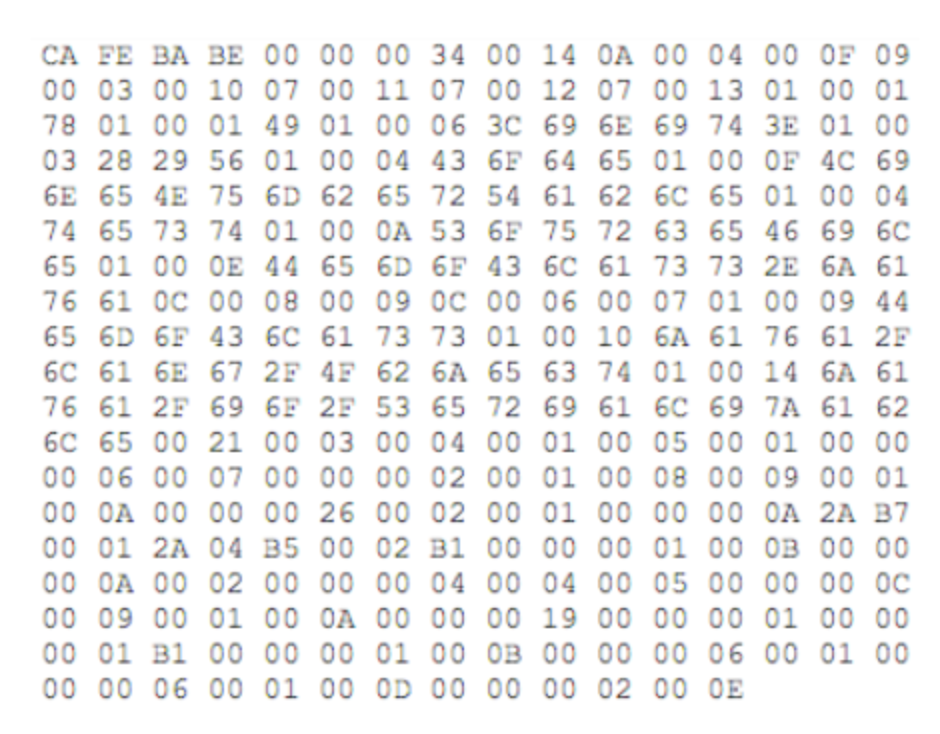 CA FE BA BE 00 00 00 34 00 14 0A 00 04 00 0F 09
00 03 00 10 07 00 11 07 00 12 07 00 13 01 00 01
78 01 00 01 49 01 00 06 3C 69 6E 69 74 3E 01 00
03 28 29 56 01 00 04 43 6F 64 65 01 00 0F 4C 69
6E 65 4E 75 6D 62 65 72 54 61 62 6C 65 01 00 04
74 65 73 74 01 00 0A 53 6F 75 72 63 65 46 69 6C
65 01 00 0E 44 65 6D 6F 43 6C 61 73 73 2E 6A 61
76 61 0C 00 08 00 09 0C 00 06 00 07 01 00 09 44
65 6D 6F 43 6C 61 73 73 01 00 10 6A 61 76 61 2F
6C 61 6E 67 2F 4F 62 6A 65 63 74 01 00 14 6A 61
76 61 2F 69 6F 2F 53 65 72 69 61 6C 69 7A 61 62
6C 65 00 21 00 03 00 04 00 01 00 05 00 01 00 00
00 06 00 07 00 00 00 02 00 01 00 08 00 09 00 01
00 0A 00 00 00 26 00 02 00 01 00 00 00 0A 2A B7
00 01 2A 04 B5 00 02 B1 00 00 00 01 00 0B 00 00
00 0A 00 02 00 00 00 04 00 04 00 05 00 00 00 0C
00 09 00 01 00 0A 00 00 00 19 00 00 00 01 00 00
00 01 B1 00 00 00 01 00 0B 00 00 00 06 00 01 00
00 00 06 00 01 00 0D 00 00 00 02 00 0E